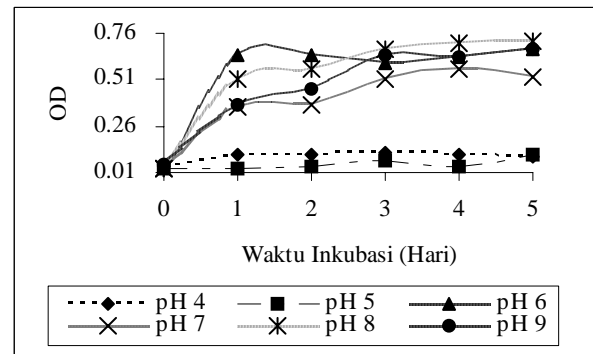 0.76
0.51
0.26
0.01
OD
0 1 2 3 4 5
Waktu Inkubasi (Hari)
pH 4 pH 5 pH 6
pH 7 pH 8 pH 9